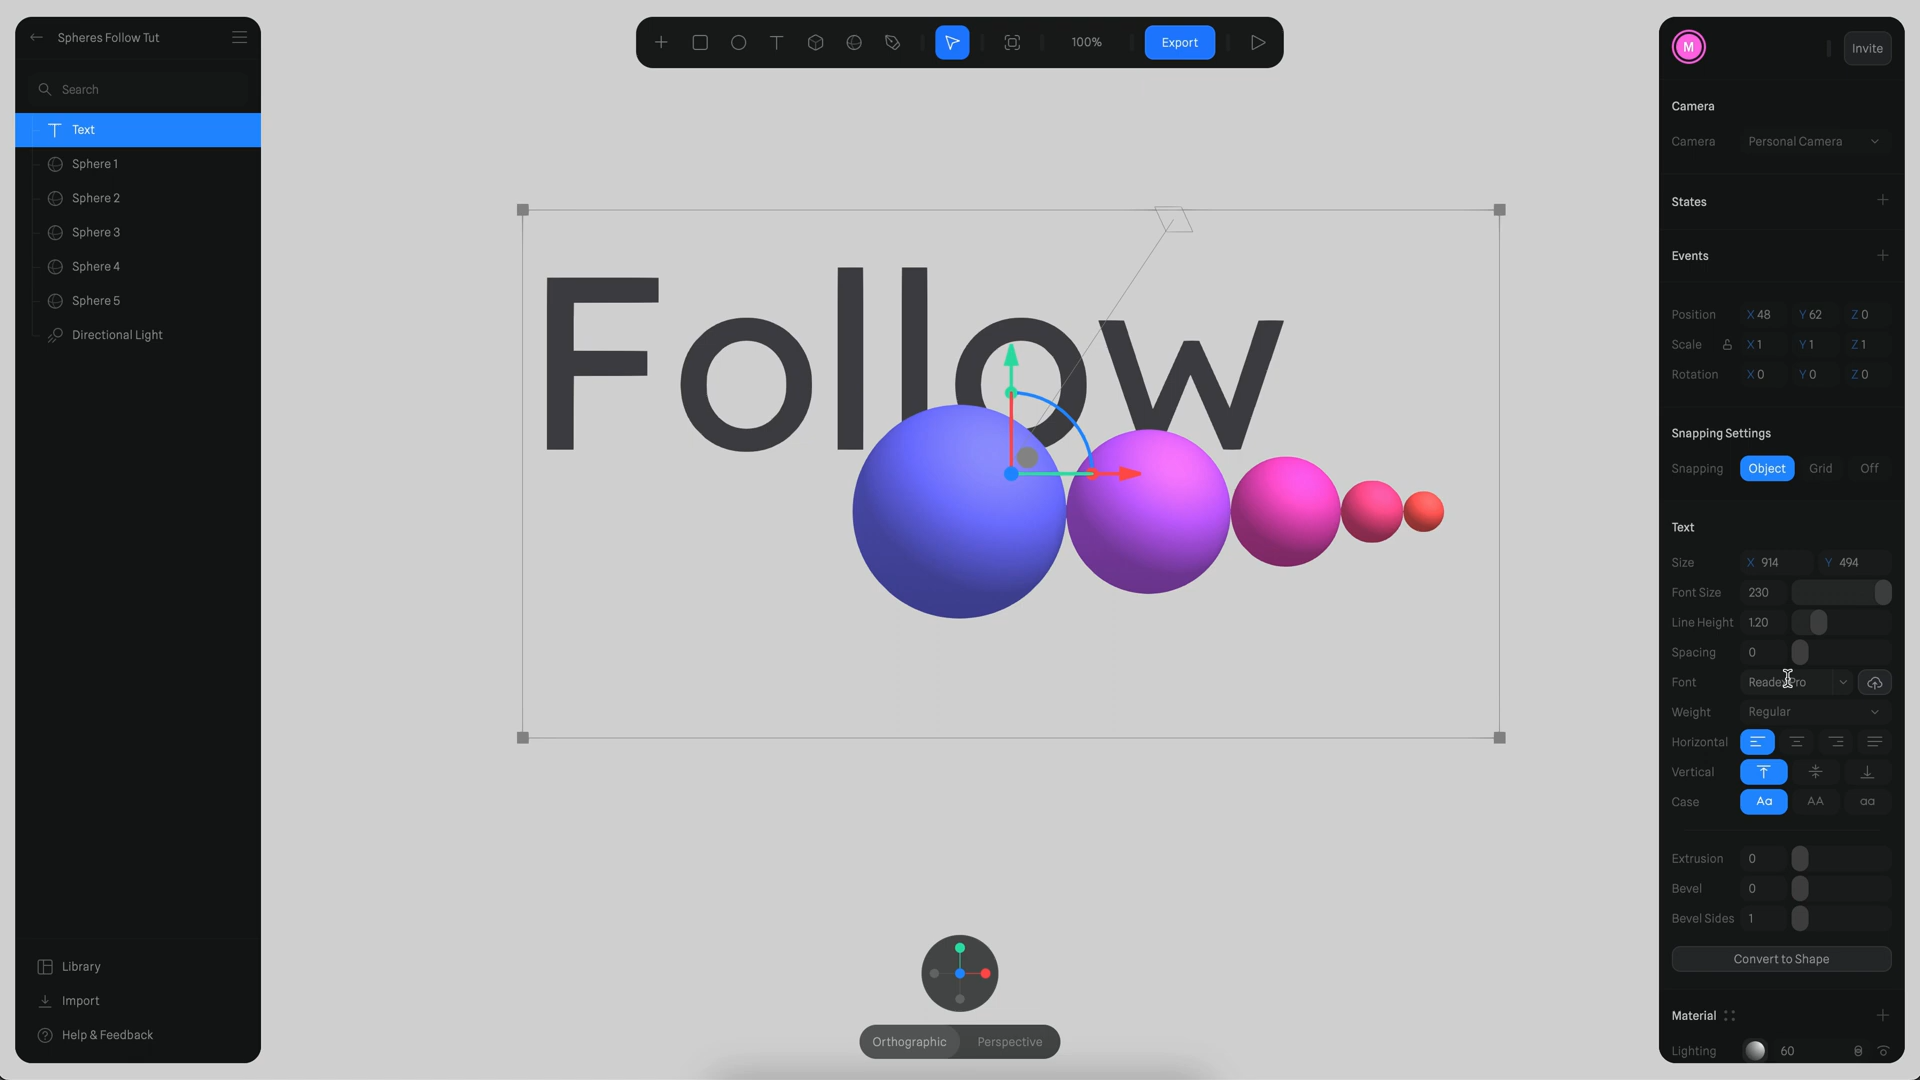 Spheres Follow Tut
Search
Text
Sphere 1
Sphere 2
Sphere 3
Sphere 4
Sphere 5
Directional Light
Library
Import
Help & Feedback
100%
Export
Follow
Orthographic
Perspective
M
Invite
Camera
Camera Personal Camera
States
Events
Position X 48 Y 62 Z 0
Scale X 1 Y 1 Z 1
Rotation X 0 Y 0 Z 0
Snapping Settings
Snapping Object Grid Off
Text
Size X 914 Y 494
Font Size 230
Line Height 1.20
Spacing 0
Font Readex Pro
Weight Regular
Horizontal
Vertical
Case Aa AA aa
Extrusion 0
Bevel 0
Bevel Sides 1
Convert to Shape
Material
Lighting 60